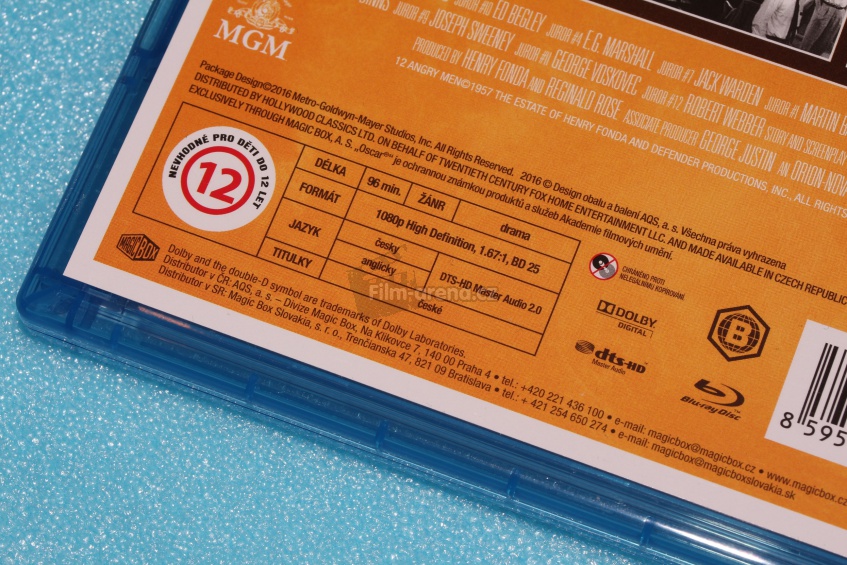 MGM
ED BEGLEY JUROR #4 E.G. MARSHALL JUROR #7 JACK WARDEN JUROR #1 MARTIN
JUROR #9 JOSEPH SWEENEY GEORGE VOSKOVEC JUROR #12 ROBERT WEBBER STORY AND SCREENPLAY
PRODUCED BY HENRY FONDA AND REGINALD ROSE ASSOCIATE PRODUCER GEORGE JUSTIN AN ORION-NOVA
12 ANGRY MEN©1957 THE ESTATE OF HENRY FONDA AND DEFENDER PRODUCTIONS, INC., ALL RIGHTS
Package Design©2016 Metro-Goldwyn-Mayer Studios, Inc. All Rights Reserved. 2016 © Design obalu a balení AQS, a. s. Všechna práva vyhrazena
DISTRIBUTED BY HOLLYWOOD CLASSICS LTD. ON BEHALF OF TWENTIETH CENTURY FOX HOME ENTERTAINMENT LLC. AND MADE AVAILABLE IN CZECH REPUBLIC
EXCLUSIVELY THROUGH MAGIC BOX, A. S. „Oscar®“ je ochrannou známkou produktů a služeb Akademie filmových umění.
NEVHODNÉ PRO DĚTI DO 12 LET
12
DÉLKA 96 min. ŽÁNR drama
FORMÁT 1080p High Definition, 1.67:1, BD 25
JAZYK český
anglický DTS-HD Master Audio 2.0
TITULKY české
Film-arena.cz
CHRÁNĚNO PROTI
NELEGÁLNÍMU KOPÍROVÁNÍ
DOLBY
DIGITAL
dts-HD
Master Audio
B
Blu-ray Disc
8 595
MAGIC BOX
Dolby and the double-D symbol are trademarks of Dolby Laboratories.
Distributor v ČR: AQS, a. s. – Divize Magic Box. Na Klikovce 7, 140 00 Praha 4 • tel.: +420 221 436 100 • e-mail: magicbox@magicbox.cz • www.magicbox.cz
Distributor v SR: Magic Box Slovakia, s. r. o., Trenčianska 47, 821 09 Bratislava • tel.: + 421 254 650 274 • e-mail: magicbox@magicboxslovakia.sk